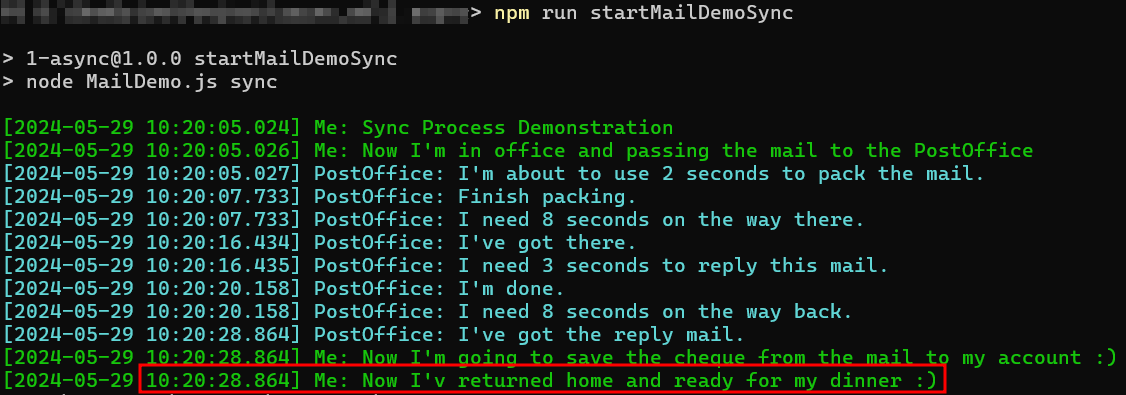 > npm run startMailDemoSync
> 1-async@1.0.0 startMailDemoSync
> node MailDemo.js sync
[2024-05-29 10:20:05.024] Me: Sync Process Demonstration
[2024-05-29 10:20:05.026] Me: Now I'm in office and passing the mail to the PostOffice
[2024-05-29 10:20:05.027] PostOffice: I'm about to use 2 seconds to pack the mail.
[2024-05-29 10:20:07.733] PostOffice: Finish packing.
[2024-05-29 10:20:07.733] PostOffice: I need 8 seconds on the way there.
[2024-05-29 10:20:16.434] PostOffice: I've got there.
[2024-05-29 10:20:16.435] PostOffice: I need 3 seconds to reply this mail.
[2024-05-29 10:20:20.158] PostOffice: I'm done.
[2024-05-29 10:20:20.158] PostOffice: I need 8 seconds on the way back.
[2024-05-29 10:20:28.864] PostOffice: I've got the reply mail.
[2024-05-29 10:20:28.864] Me: Now I'm going to save the cheque from the mail to my account :)
[2024-05-29 10:20:28.864] Me: Now I'v returned home and ready for my dinner :)